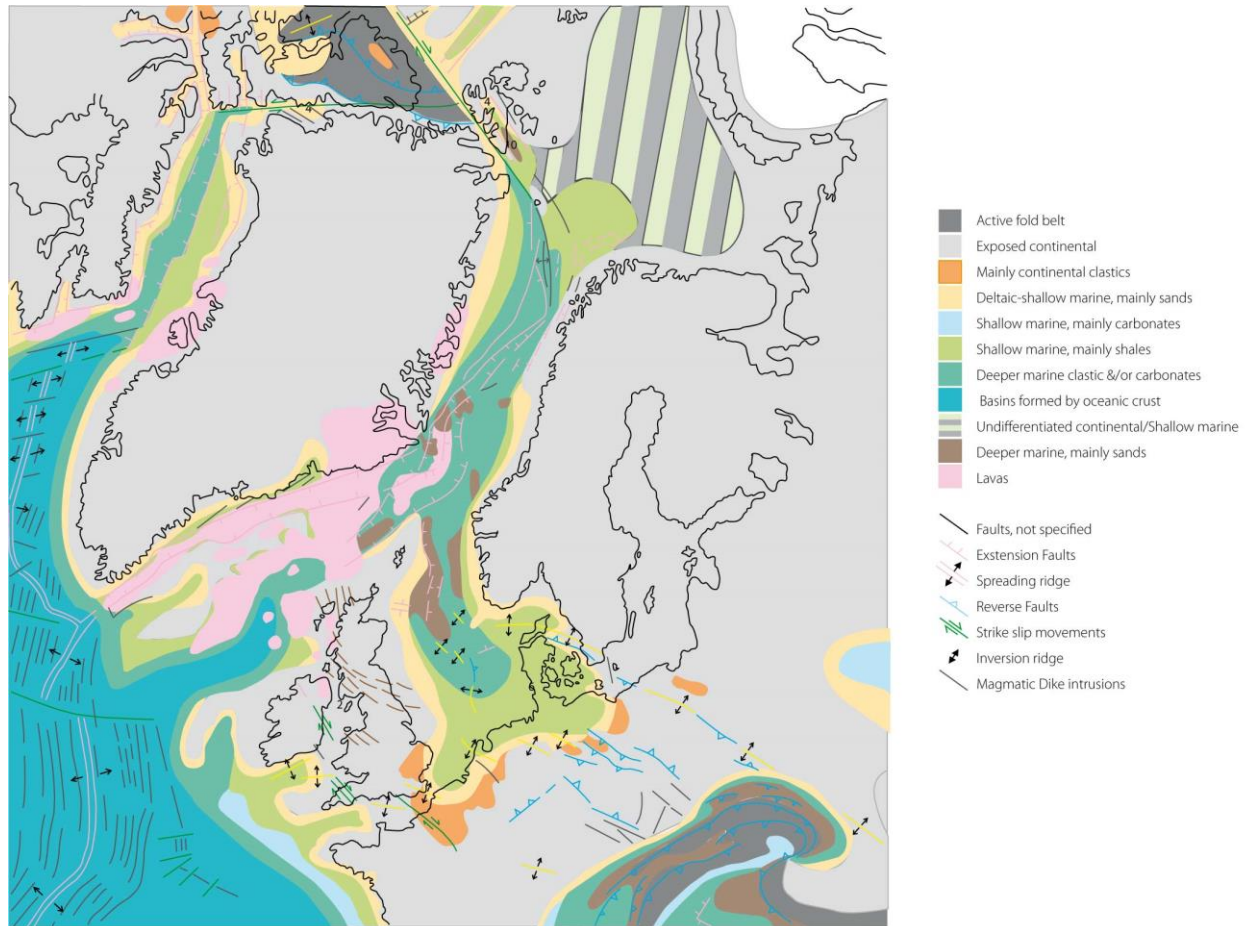 4
4
Active fold belt
Exposed continental
Mainly continental clastics
Deltaic-shallow marine, mainly sands
Shallow marine, mainly carbonates
Shallow marine, mainly shales
Deeper marine clastic &/or carbonates
Basins formed by oceanic crust
Undifferentiated continental/Shallow marine
Deeper marine, mainly sands
Lavas
Faults, not specified
Exstension Faults
Spreading ridge
Reverse Faults
Strike slip movements
Inversion ridge
Magmatic Dike intrusions